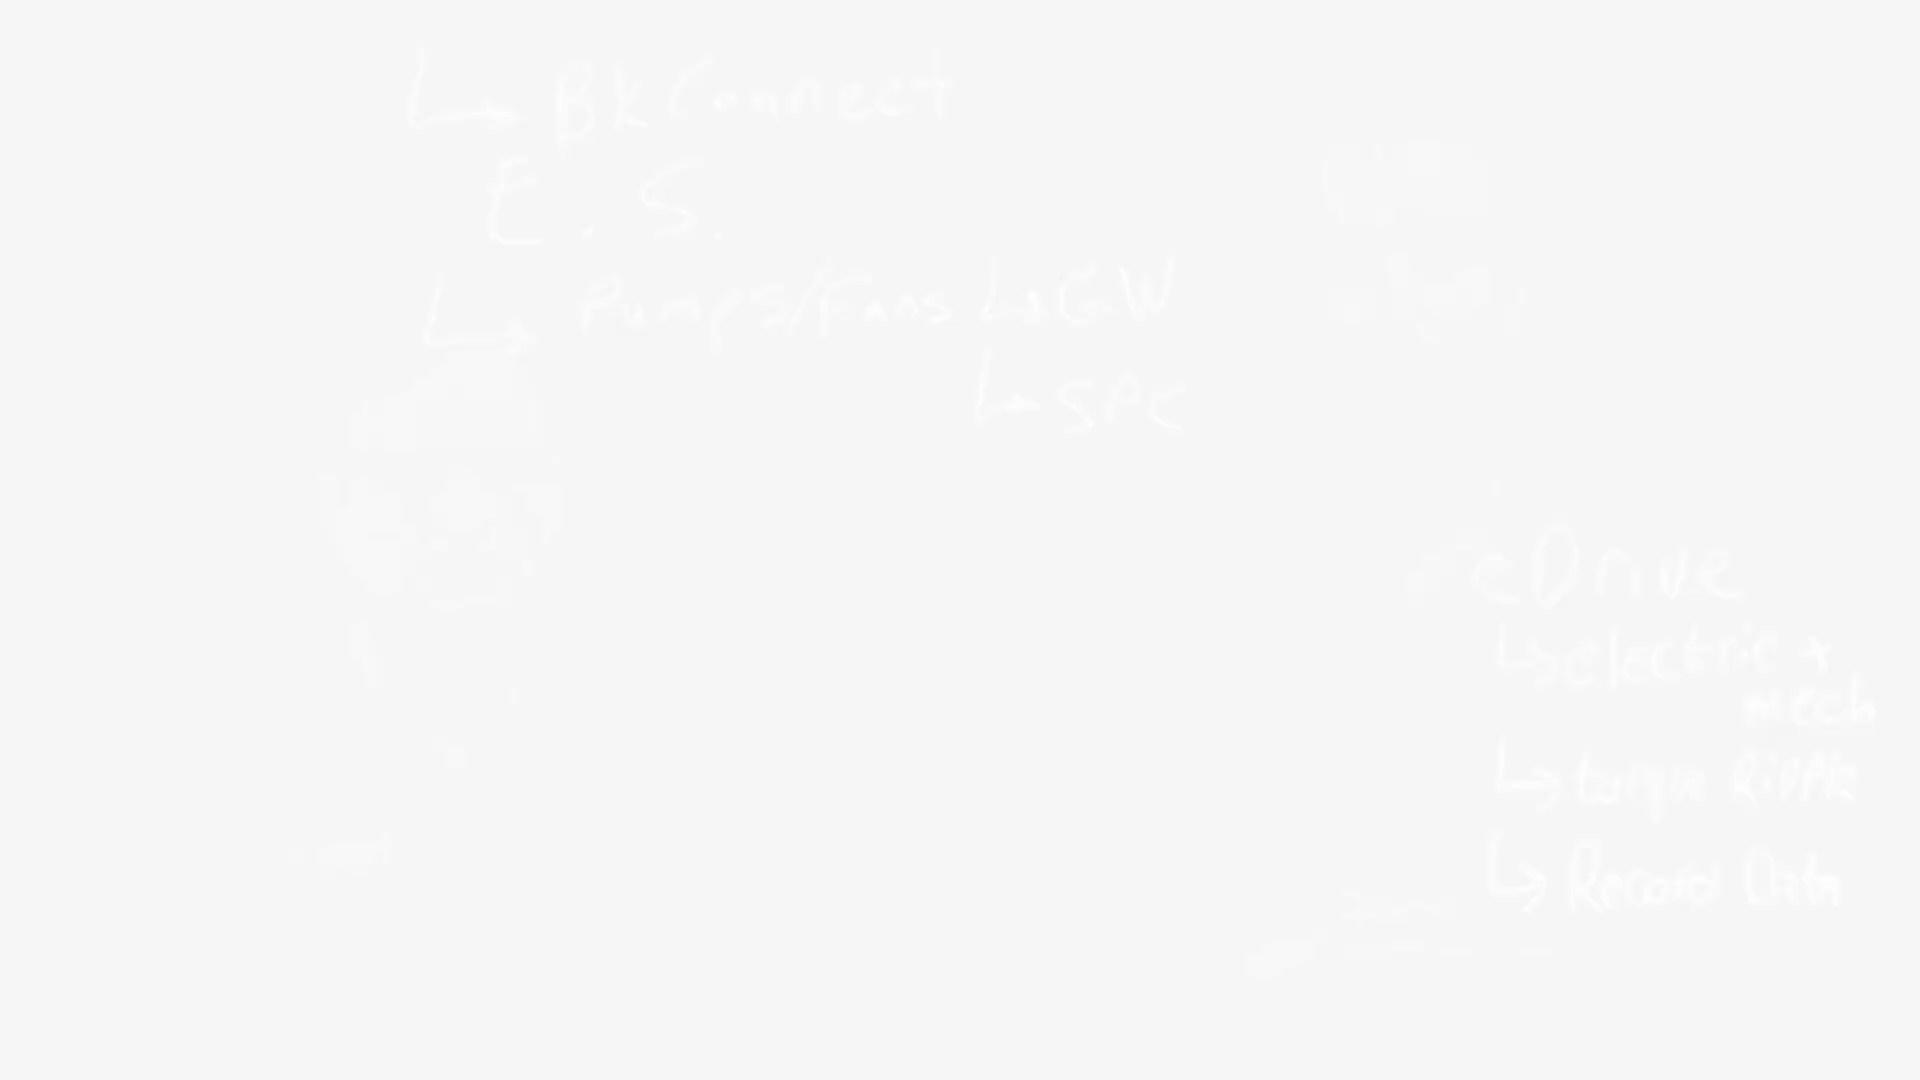 ↳ BK Connect
E. S.
↳ Pumps/Fans ↳ GW
↳ SPC
eDrive
↳ electric +
mech
↳ torque Ripple
↳ Record Data